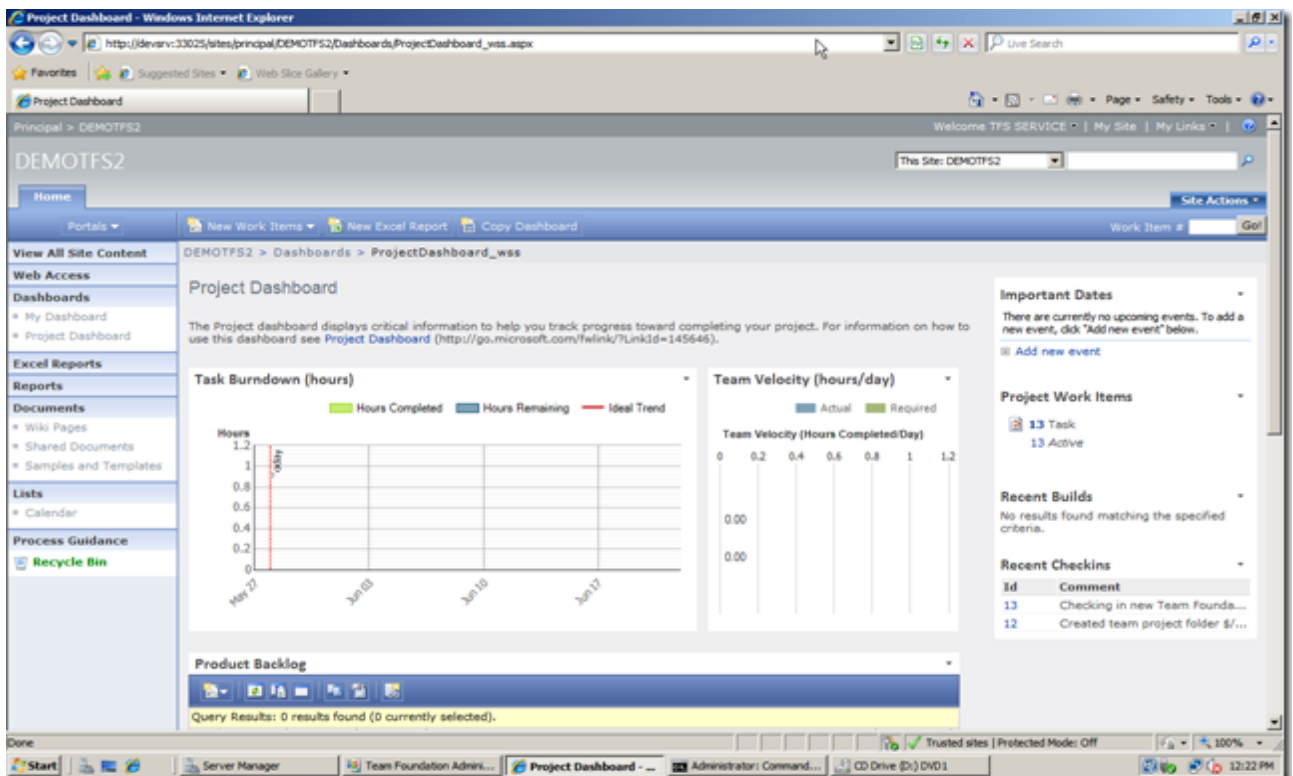 Project Dashboard - Windows Internet Explorer
http://devsrv:33025/sites/principal/DEMOTFS2/Dashboards/ProjectDashboard_wss.aspx
Live Search
Favorites Suggested Sites Web Slice Gallery
Project Dashboard
Page Safety Tools
Principal > DEMOTFS2
Welcome TFS SERVICE | My Site | My Links |
DEMOTFS2
This Site: DEMOTFS2
Home
Site Actions
Portals
New Work Items New Excel Report Copy Dashboard
Work Item # Go!
View All Site Content
Web Access
Dashboards
My Dashboard
Project Dashboard
Excel Reports
Reports
Documents
Wiki Pages
Shared Documents
Samples and Templates
Lists
Calendar
Process Guidance
Recycle Bin
DEMOTFS2 > Dashboards > ProjectDashboard_wss
Project Dashboard
The Project dashboard displays critical information to help you track progress toward completing your project. For information on how to
use this dashboard see Project Dashboard (http://go.microsoft.com/fwlink/?LinkId=145646).
Task Burndown (hours)
Hours Completed Hours Remaining Ideal Trend
Hours
1.2
1
0.8
0.6
0.4
0.2
0
May 27 Jun 03 Jun 10 Jun 17
Team Velocity (hours/day)
Actual Required
Team Velocity (Hours Completed/Day)
0 0.2 0.4 0.6 0.8 1 1.2
0.00
0.00
Important Dates
There are currently no upcoming events. To add a
new event, click "Add new event" below.
Add new event
Project Work Items
13 Task
13 Active
Recent Builds
No results found matching the specified
criteria.
Recent Checkins
Id Comment
13 Checking in new Team Founda...
12 Created team project folder $/...
Product Backlog
Query Results: 0 results found (0 currently selected).
Done
Trusted sites | Protected Mode: Off
100%
Start
Server Manager
Team Foundation Admini...
Project Dashboard - ...
Administrator: Command...
CD Drive (D:) DVD1
12:22 PM